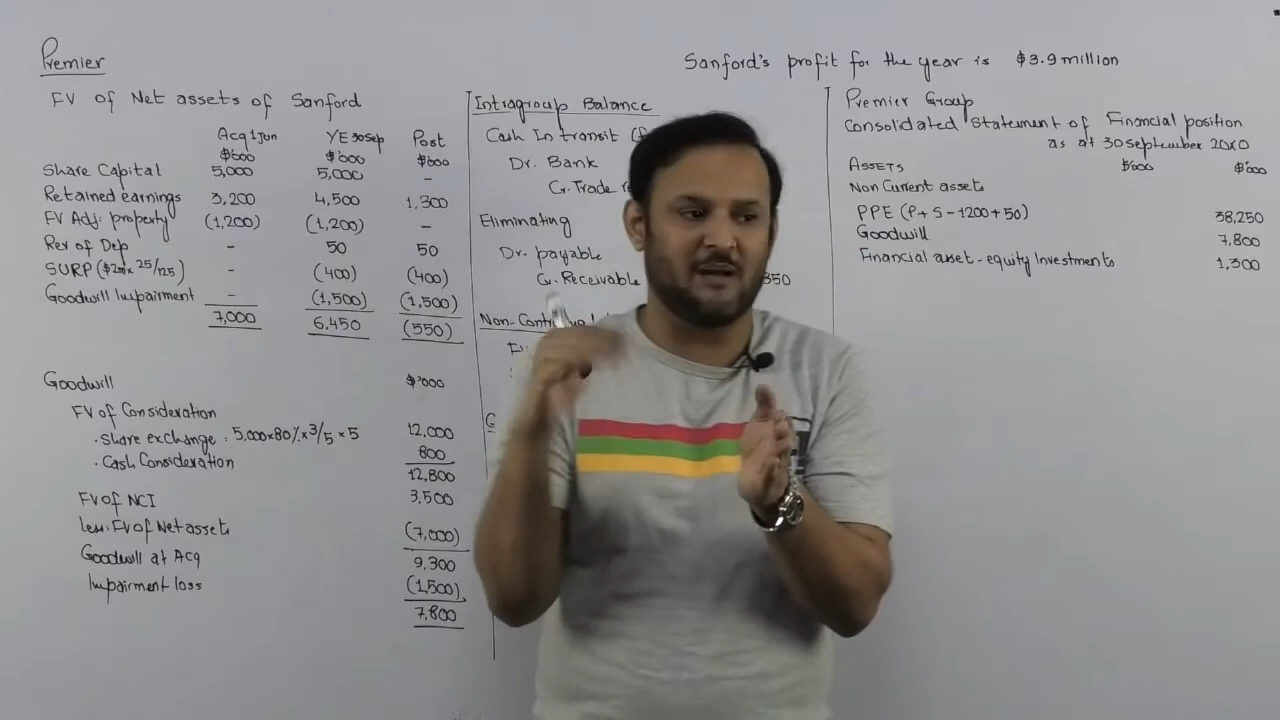 Premier
Sanford's profit for the year is $3.9 million
FV of Net assets of Sanford
Acq 1 Jun YE 30 Sep Post
$'000 $'000 $'000
Share Capital 5,000 5,000 -
Retained earnings 3,200 4,500 1,300
FV Adj. property (1,200) (1,200) -
Rev of Dep - 50 50
SURP ($2m x 25/125) - (400) (400)
Goodwill Impairment - (1,500) (1,500)
7,000 6,450 (550)
Goodwill $'000
FV of Consideration
. Share exchange : 5,000x80%x3/5 x 5 12,000
. Cash Consideration 800
12,800
FV of NCI 3,500
less: FV of Net assets (7,000)
Goodwill at Acq 9,300
Impairment loss (1,500)
7,800
Intragroup Balance
Cash In transit
Dr. Bank
Cr. Trade
Eliminating
Dr. payable
Cr. Receivable 350
Premier Group
Consolidated Statement of Financial position
as at 30 september 20X0
ASSETS $'000 $'000
Non Current assets
PPE (P+ S - 1200 + 50) 38,250
Goodwill 7,800
Financial asset - equity Investments 1,300